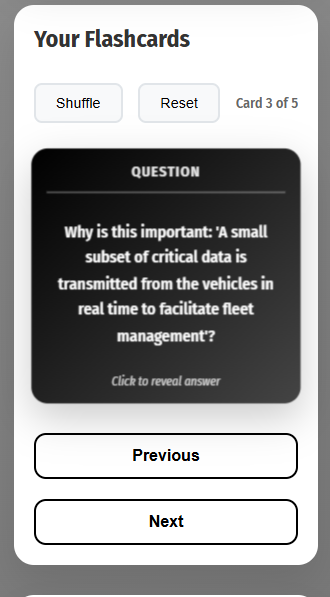 Your Flashcards
Shuffle
Reset
Card 3 of 5
QUESTION
Why is this important: 'A small
subset of critical data is
transmitted from the vehicles in
real time to facilitate fleet
management'?
Click to reveal answer
Previous
Next